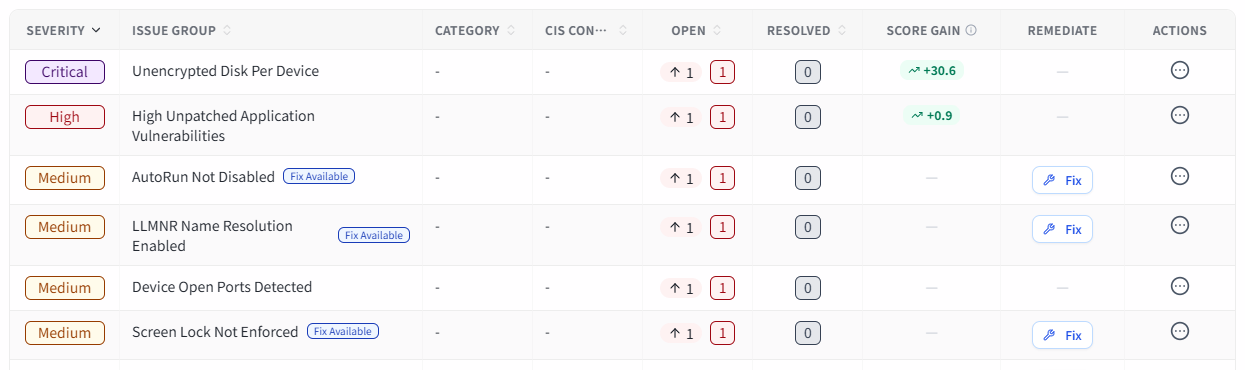 SEVERITY ISSUE GROUP CATEGORY CIS CON··· OPEN RESOLVED SCORE GAIN REMEDIATE ACTIONS
Critical Unencrypted Disk Per Device - - ↑ 1 1 0 +30.6 —
High High Unpatched Application - - ↑ 1 1 0 +0.9 —
Vulnerabilities
Medium AutoRun Not Disabled Fix Available - - ↑ 1 1 0 — Fix
Medium LLMNR Name Resolution Fix Available - - ↑ 1 1 0 — Fix
Enabled
Medium Device Open Ports Detected - - ↑ 1 1 0 — —
Medium Screen Lock Not Enforced Fix Available - - ↑ 1 1 0 — Fix